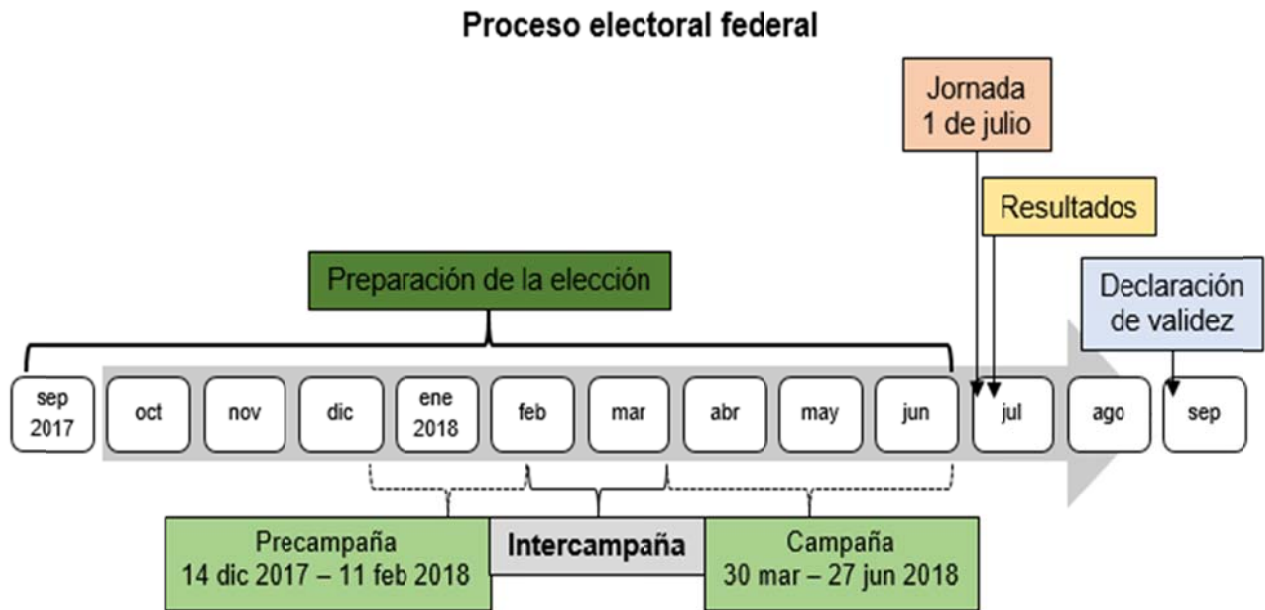 Proceso electoral federal
Jornada
1 de julio
Resultados
Preparación de la elección
Declaración
de validez
sep
2017
oct
nov
dic
ene
2018
feb
mar
abr
may
jun
jul
ago
sep
Precampaña
14 dic 2017 – 11 feb 2018
Intercampaña
Campaña
30 mar – 27 jun 2018